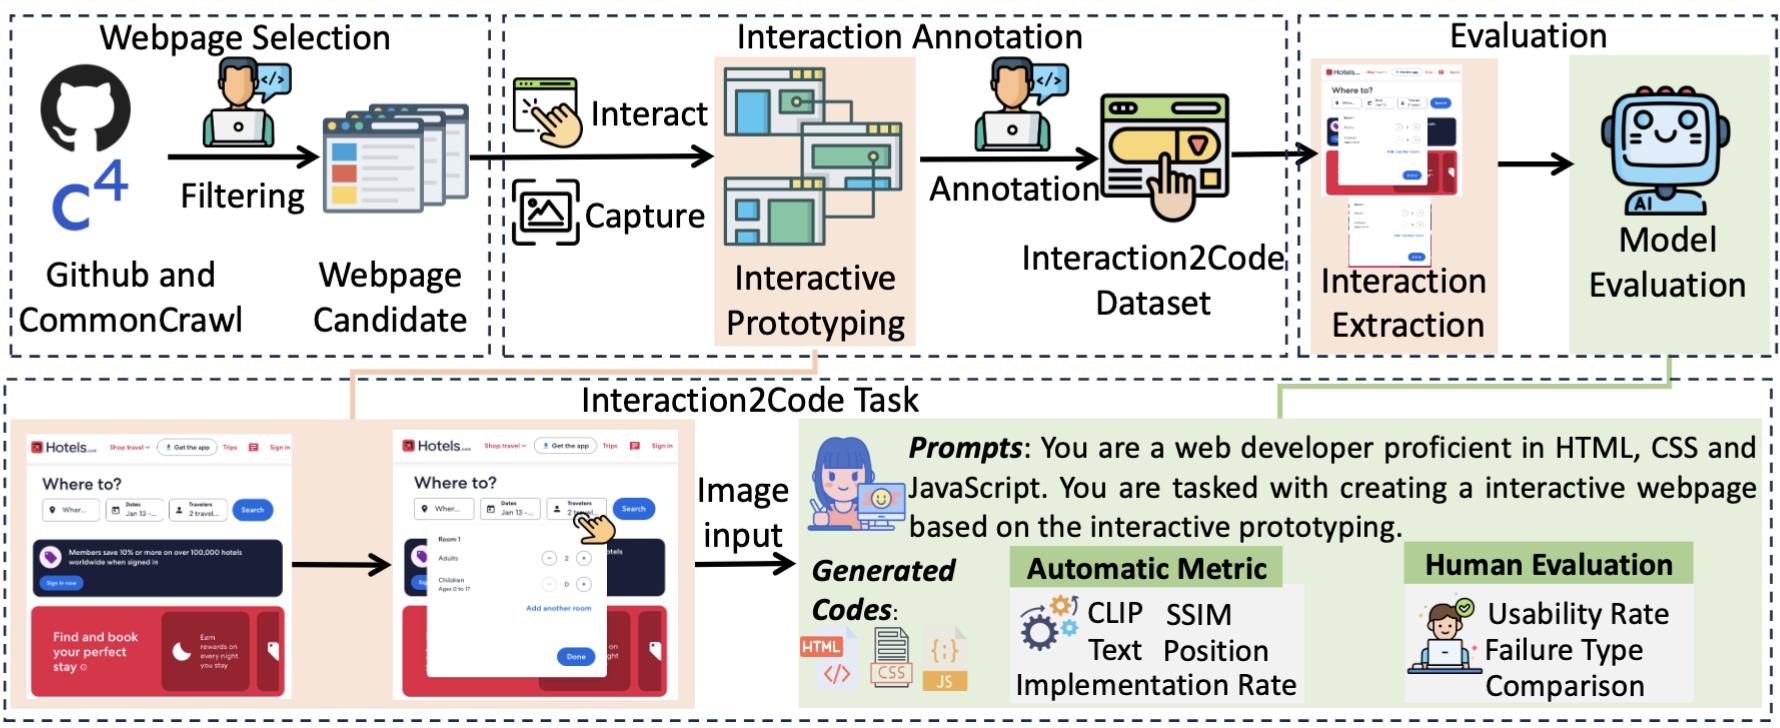 Webpage Selection
Filtering
C4
Github and
CommonCrawl
Webpage
Candidate
Interaction Annotation
Interact
Capture
Interactive
Prototyping
Annotation
Interaction2Code
Dataset
Evaluation
Hotels
Where to?
Search
Interaction
Extraction
AI
Model
Evaluation
Interaction2Code Task
Hotels.com
Shop travel
Get the app
Trips
Sign in
Where to?
Wher...
Dates
Jan 13 -...
Travelers
2 travel...
Search
Members save 10% or more on over 100,000 hotels
worldwide when signed in
Sign in now
Find and book
your perfect
stay
Earn
rewards on
every night
you stay
Hotels.com
Shop travel
Get the app
Trips
Sign in
Where to?
Wher...
Dates
Jan 13 -...
Travelers
2 travel...
Search
Room 1
Adults
2
Children
Ages 0 to 17
0
Add another room
Done
Image
input
Prompts: You are a web developer proficient in HTML, CSS and
JavaScript. You are tasked with creating a interactive webpage
based on the interactive prototyping.
Generated
Codes:
HTML
</>
CSS
{;}
JS
Automatic Metric
CLIP SSIM
Text Position
Implementation Rate
Human Evaluation
Usability Rate
Failure Type
Comparison